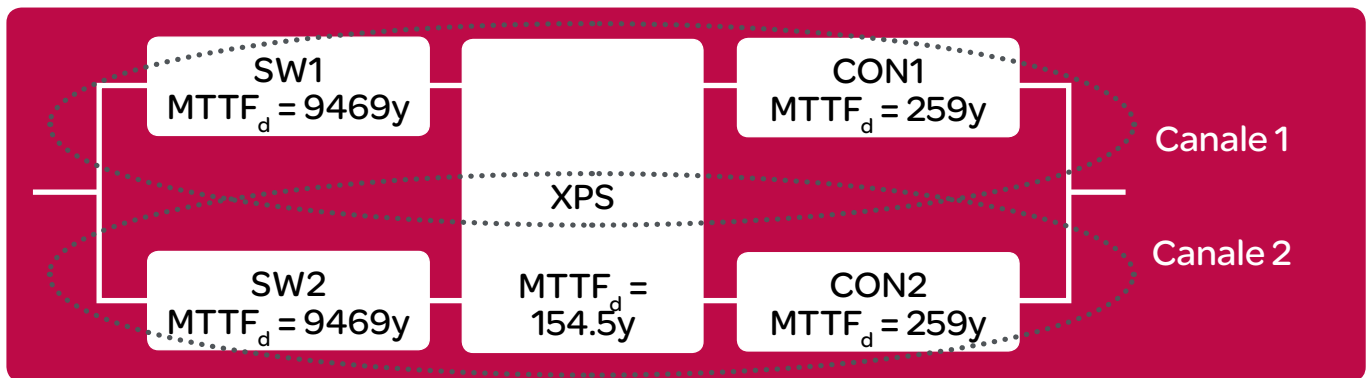 SW1
MTTFd = 9469y
CON1
MTTFd = 259y
Canale 1
XPS
Canale 2
SW2
MTTFd = 9469y
MTTFd =
154.5y
CON2
MTTFd = 259y